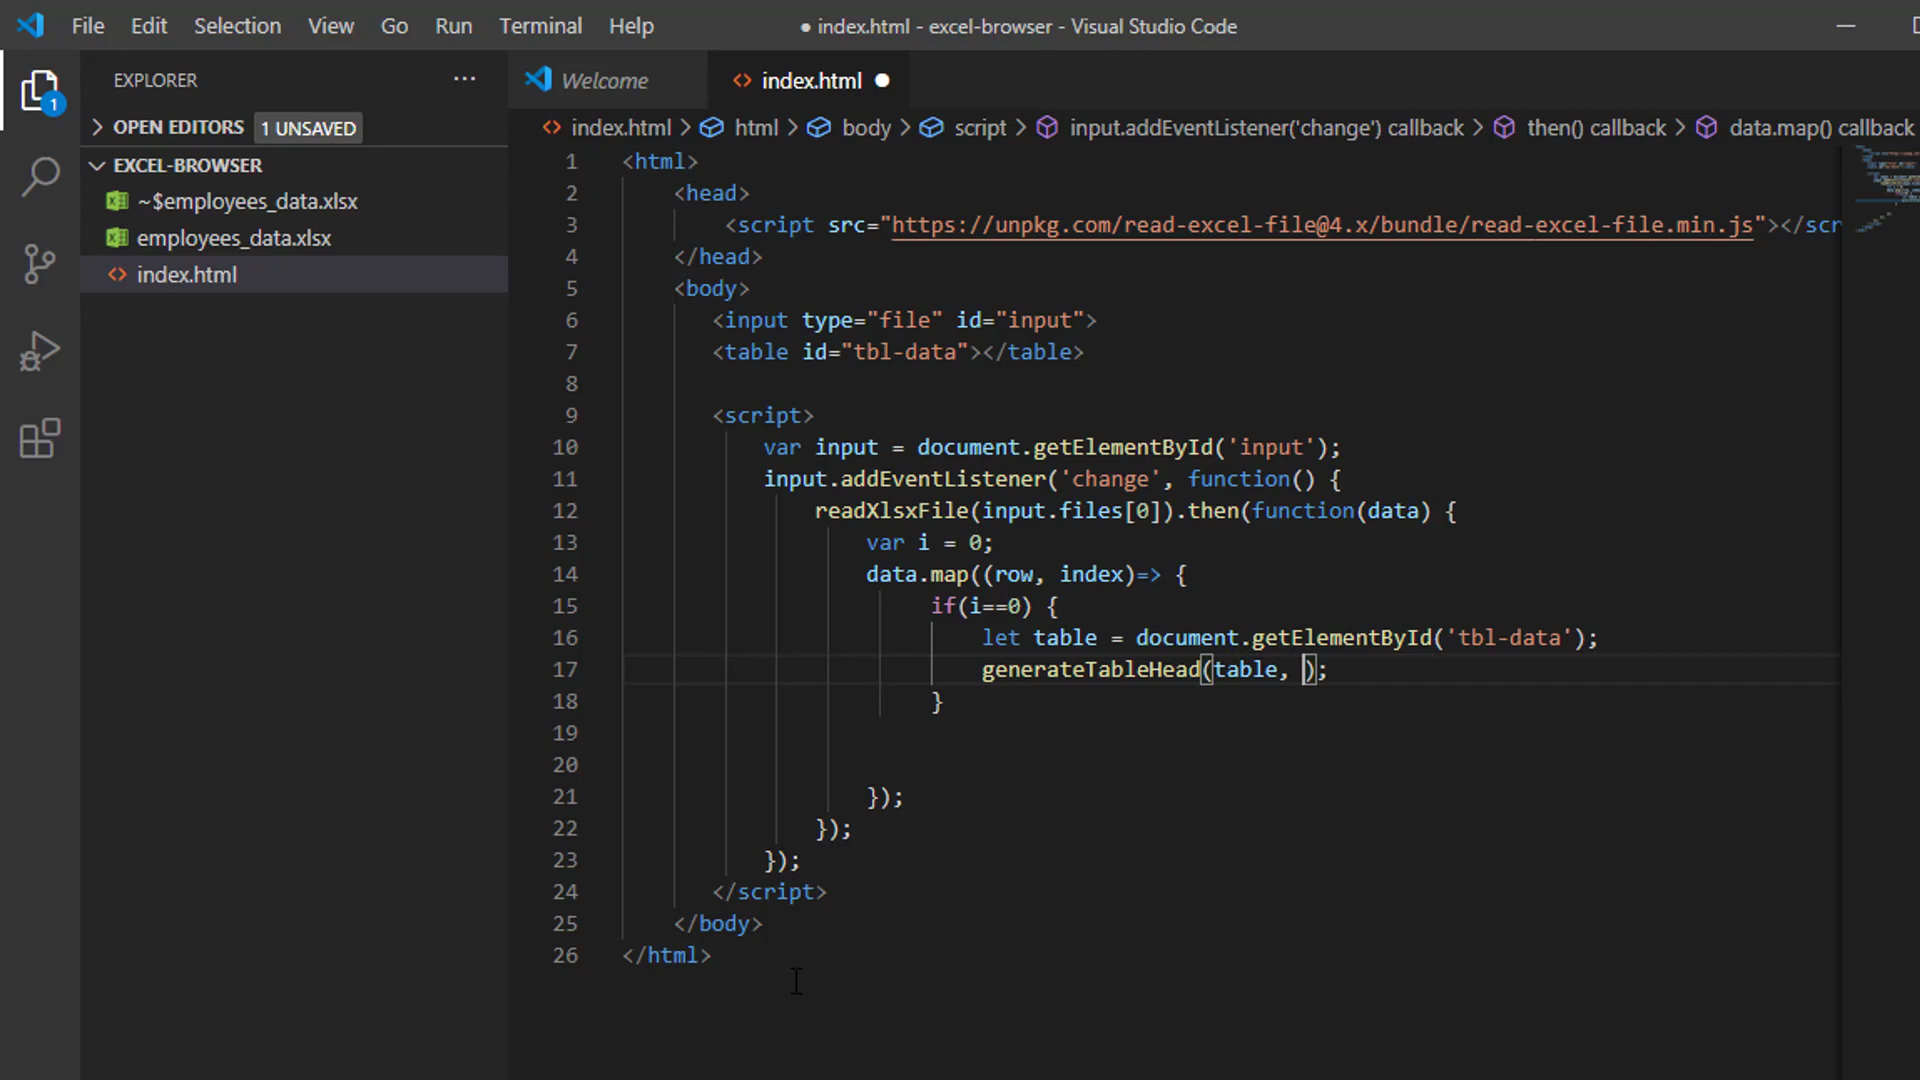 File Edit Selection View Go Run Terminal Help
● index.html - excel-browser - Visual Studio Code
EXPLORER ···
OPEN EDITORS 1 UNSAVED
EXCEL-BROWSER
~$employees_data.xlsx
employees_data.xlsx
index.html
1
Welcome
index.html ●
index.html > html > body > script > input.addEventListener('change') callback > then() callback > data.map() callback
1 <html>
2 <head>
3 <script src="https://unpkg.com/read-excel-file@4.x/bundle/read-excel-file.min.js"></scr
4 </head>
5 <body>
6 <input type="file" id="input">
7 <table id="tbl-data"></table>
8
9 <script>
10 var input = document.getElementById('input');
11 input.addEventListener('change', function() {
12 readXlsxFile(input.files[0]).then(function(data) {
13 var i = 0;
14 data.map((row, index)=> {
15 if(i==0) {
16 let table = document.getElementById('tbl-data');
17 generateTableHead(table, );
18 }
19
20
21 });
22 });
23 });
24 </script>
25 </body>
26 </html>